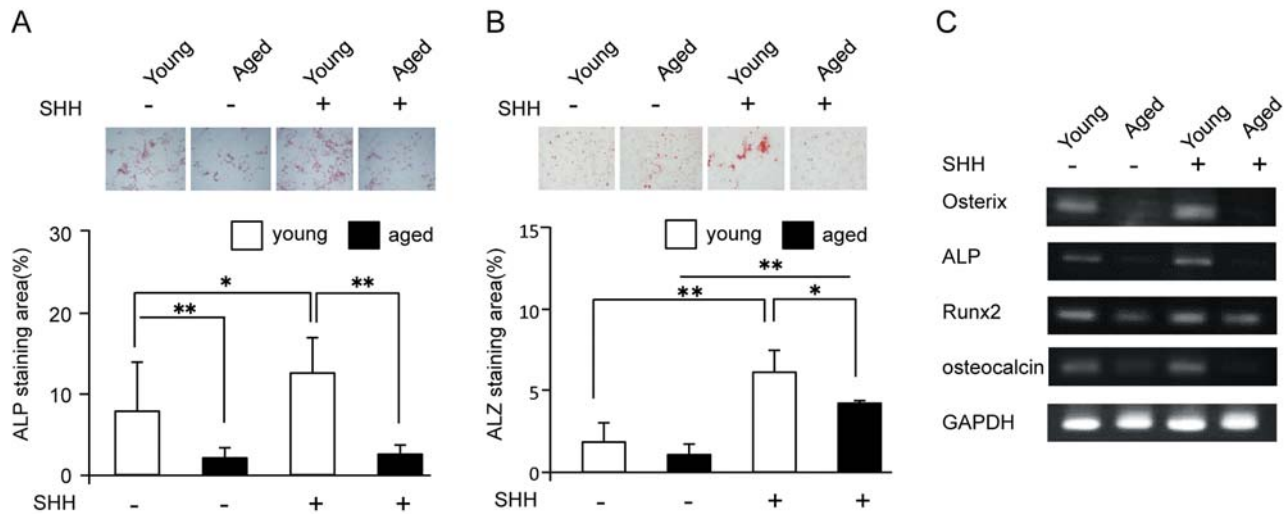 A
Young Aged Young Aged
SHH - - + +
young aged
ALP staining area(%)
30
20
10
0
* **
**
SHH - - + +
B
Young Aged Young Aged
SHH - - + +
young aged
ALZ staining area(%)
15
10
5
0
**
** *
SHH - - + +
C
Young Aged Young Aged
SHH - - + +
Osterix
ALP
Runx2
osteocalcin
GAPDH